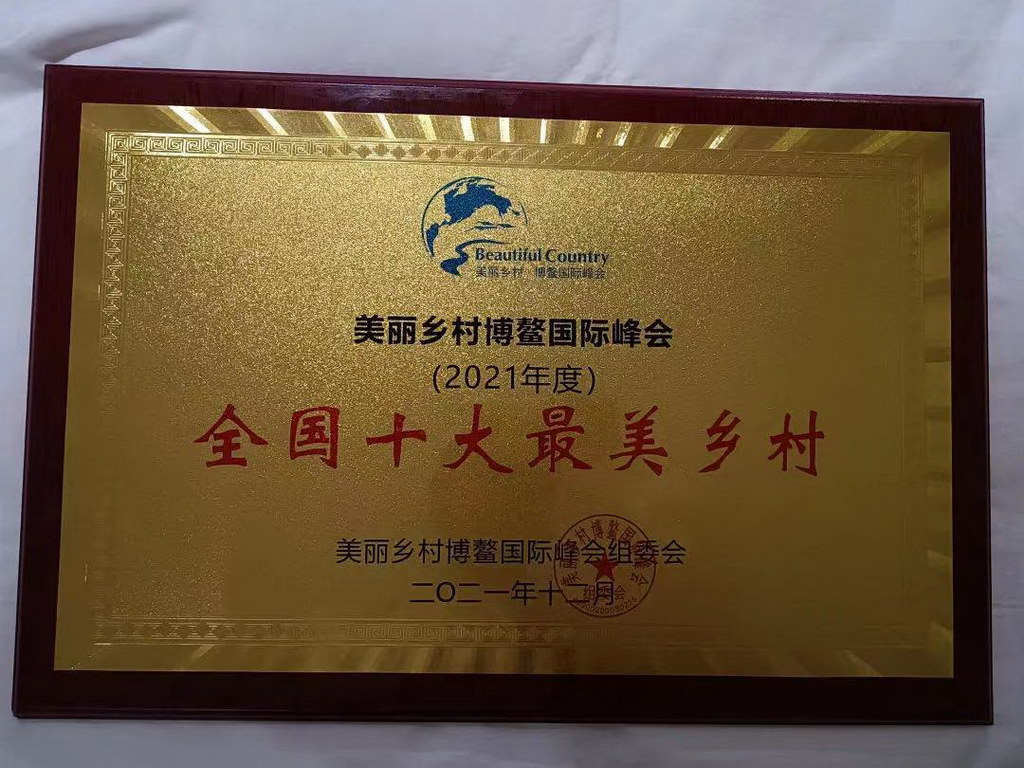 Beautiful Country
美丽乡村 博鳌国际峰会
美丽乡村博鳌国际峰会
(2021年度)
全国十大最美乡村
美丽乡村博鳌国际峰会组委会
二〇二一年十二月
组委会